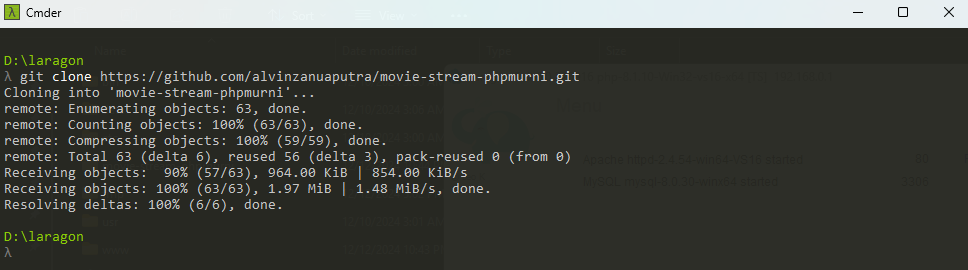 λ Cmder
D:\laragon
λ git clone https://github.com/alvinzanuaputra/movie-stream-phpmurni.git
Cloning into 'movie-stream-phpmurni'...
remote: Enumerating objects: 63, done.
remote: Counting objects: 100% (63/63), done.
remote: Compressing objects: 100% (59/59), done.
remote: Total 63 (delta 6), reused 56 (delta 3), pack-reused 0 (from 0)
Receiving objects:  90% (57/63), 964.00 KiB | 854.00 KiB/s
Receiving objects: 100% (63/63), 1.97 MiB | 1.48 MiB/s, done.
Resolving deltas: 100% (6/6), done.
D:\laragon
λ